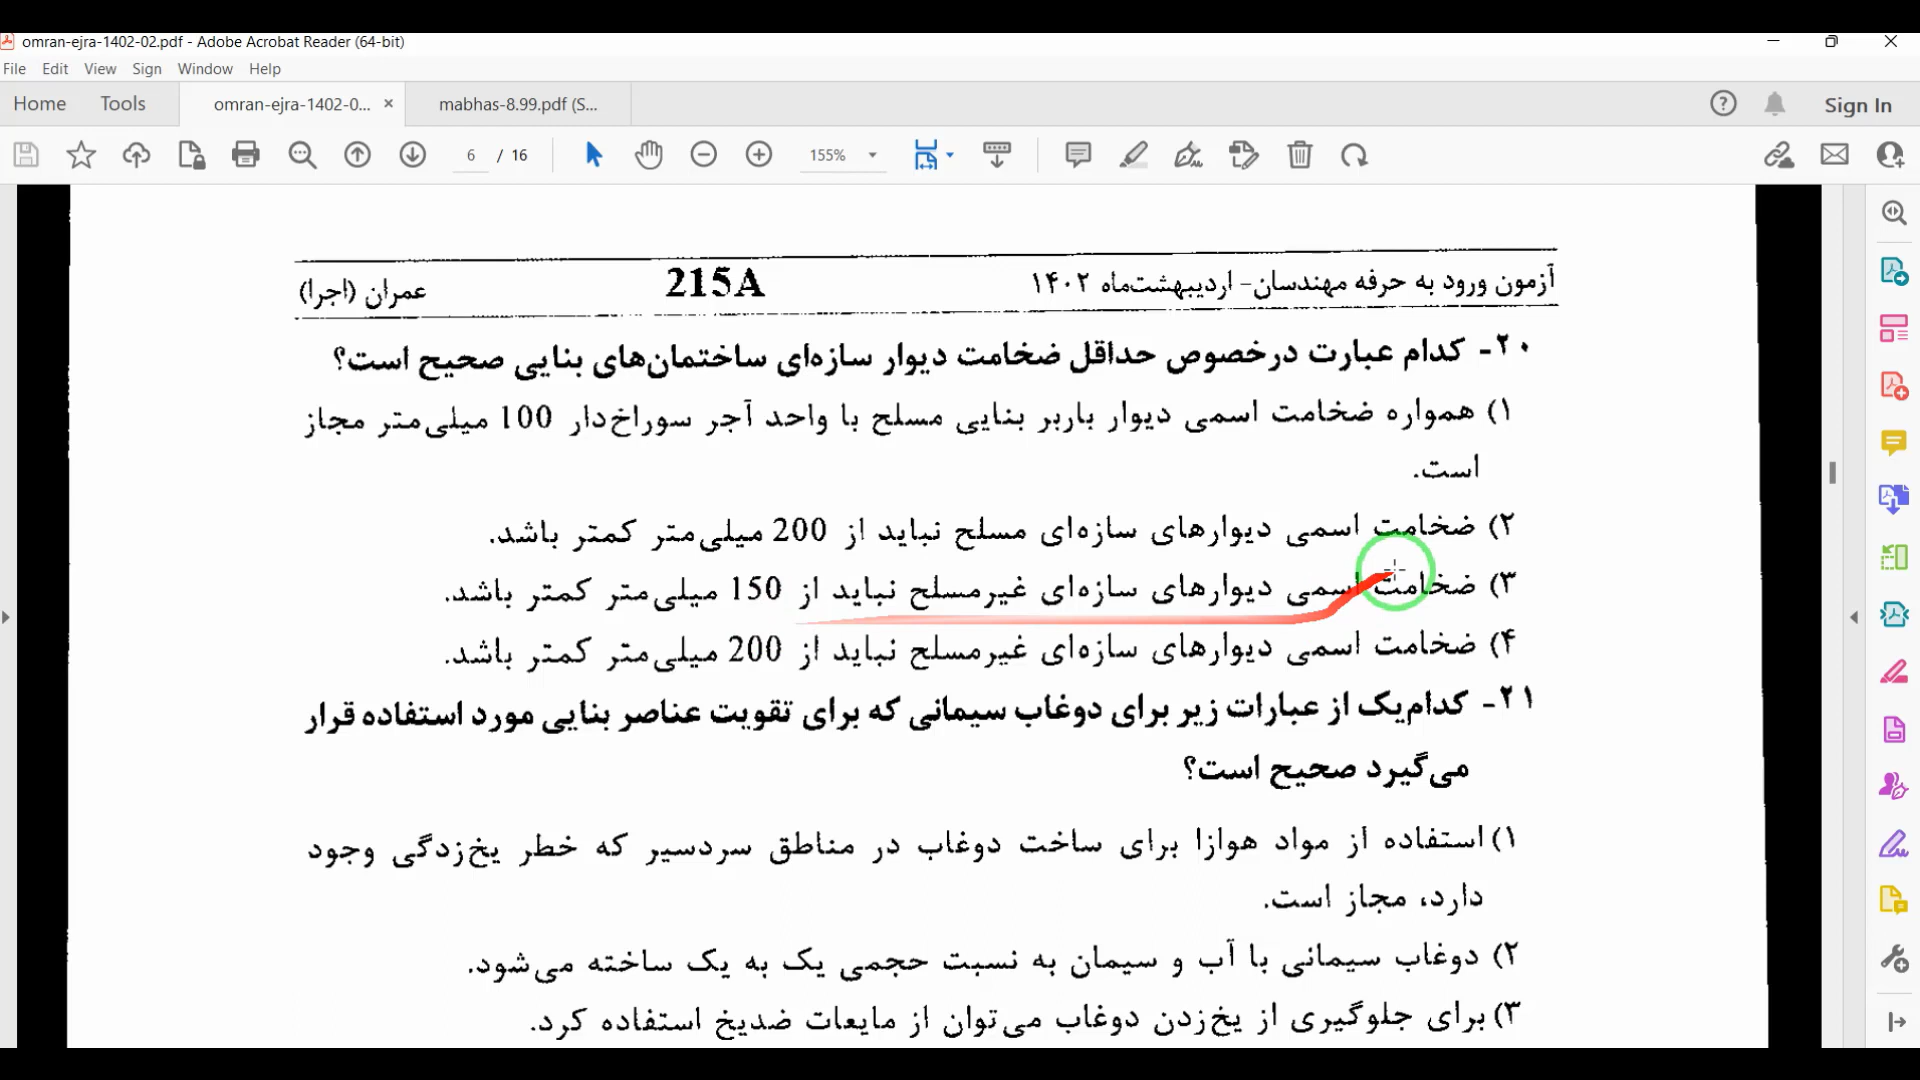 omran-ejra-1402-02.pdf - Adobe Acrobat Reader (64-bit)
File Edit View Sign Window Help
Home Tools omran-ejra-1402-0... × mabhas-8.99.pdf (S... Sign In
6 / 16 155%
آزمون ورود به حرفه مهندسان- اردیبهشت‌ماه ۱۴۰۲ 215A عمران (اجرا)
۲۰- کدام عبارت درخصوص حداقل ضخامت دیوار سازه‌ای ساختمان‌های بنایی صحیح است؟
۱) همواره ضخامت اسمی دیوار باربر بنایی مسلح با واحد آجر سوراخ‌دار 100 میلی‌متر مجاز
است.
۲) ضخامت اسمی دیوارهای سازه‌ای مسلح نباید از 200 میلی‌متر کمتر باشد.
۳) ضخامت اسمی دیوارهای سازه‌ای غیرمسلح نباید از 150 میلی‌متر کمتر باشد.
۴) ضخامت اسمی دیوارهای سازه‌ای غیرمسلح نباید از 200 میلی‌متر کمتر باشد.
۲۱- کدام‌یک از عبارات زیر برای دوغاب سیمانی که برای تقویت عناصر بنایی مورد استفاده قرار
می‌گیرد صحیح است؟
۱) استفاده از مواد هوازا برای ساخت دوغاب در مناطق سردسیر که خطر یخ‌زدگی وجود
دارد، مجاز است.
۲) دوغاب سیمانی با آب و سیمان به نسبت حجمی یک به یک ساخته می‌شود.
۳) برای جلوگیری از یخ‌زدن دوغاب می‌توان از مایعات ضدیخ استفاده کرد.